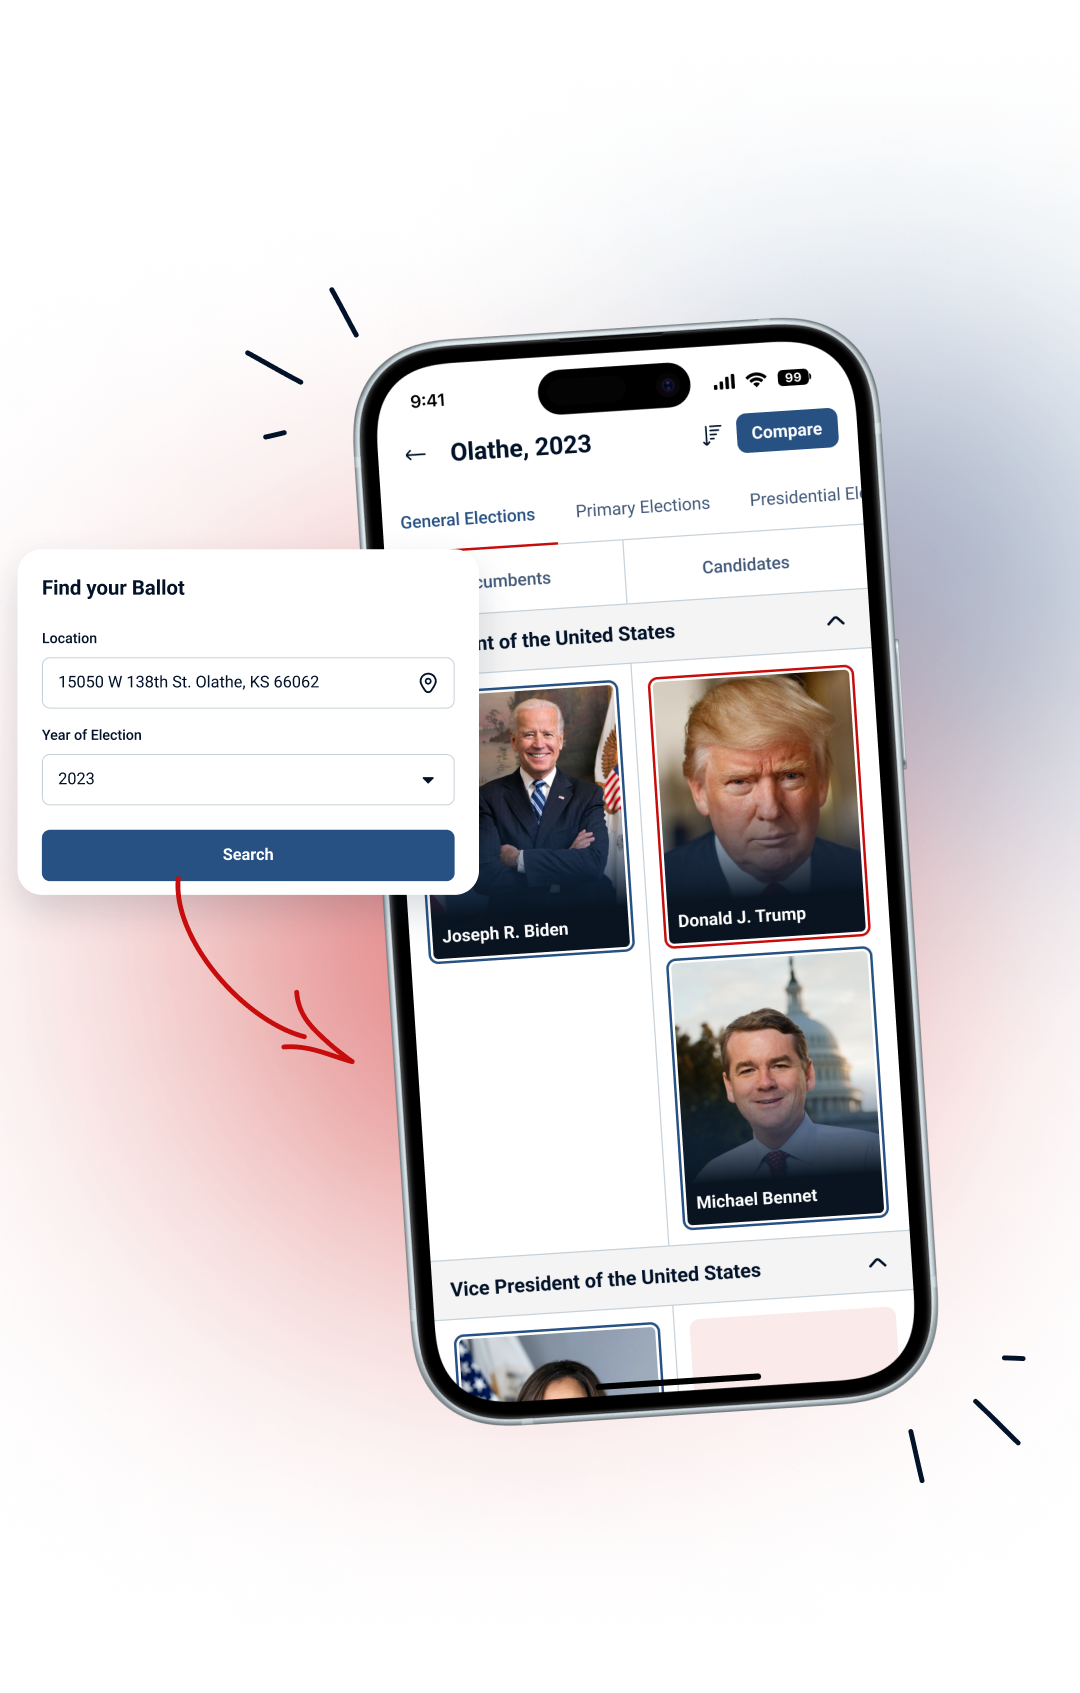 9:41
99
Olathe, 2023
Compare
General Elections
Primary Elections
Presidential Ele
cumbents
Candidates
nt of the United States
Find your Ballot
Location
15050 W 138th St. Olathe, KS 66062
Year of Election
2023
Search
Joseph R. Biden
Donald J. Trump
Michael Bennet
Vice President of the United States